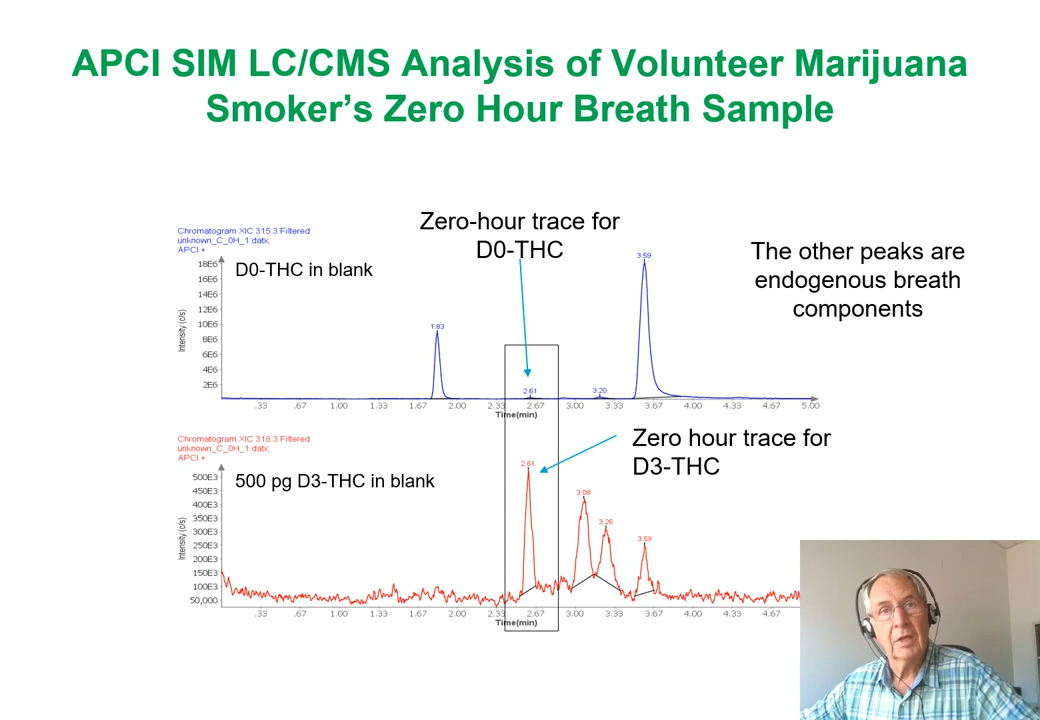 APCI SIM LC/CMS Analysis of Volunteer Marijuana
Smoker's Zero Hour Breath Sample
Zero-hour trace for
D0-THC
The other peaks are
endogenous breath
components
Chromatogram XIC 315.3 Filtered
unknown_C_0H_1.datx;
APCI +
D0-THC in blank
Intensity (c/s)
18E6
16E6
14E6
12E6
10E6
8E6
6E6
4E6
2E6
1.83
2.61
3.20
3.59
.33 .67 1.00 1.33 1.67 2.00 2.33 2.67 3.00 3.33 3.67 4.00 4.33 4.67 5.00
Time(min)
Chromatogram XIC 318.3 Filtered
unknown_C_0H_1.datx;
APCI +
500 pg D3-THC in blank
Zero hour trace for
D3-THC
Intensity (c/s)
500E3
450E3
400E3
350E3
300E3
250E3
200E3
150E3
100E3
50,000
2.61
3.08
3.26
3.59
.33 .67 1.00 1.33 1.67 2.00 2.33 2.67 3.00 3.33 3.67 4.00 4.33 4.67
Time(min)